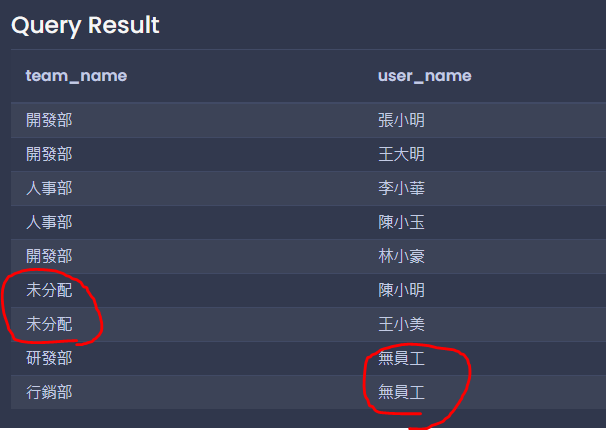 Query Result
team_name user_name
開發部 張小明
開發部 王大明
人事部 李小華
人事部 陳小玉
開發部 林小豪
未分配 陳小明
未分配 王小美
研發部 無員工
行銷部 無員工